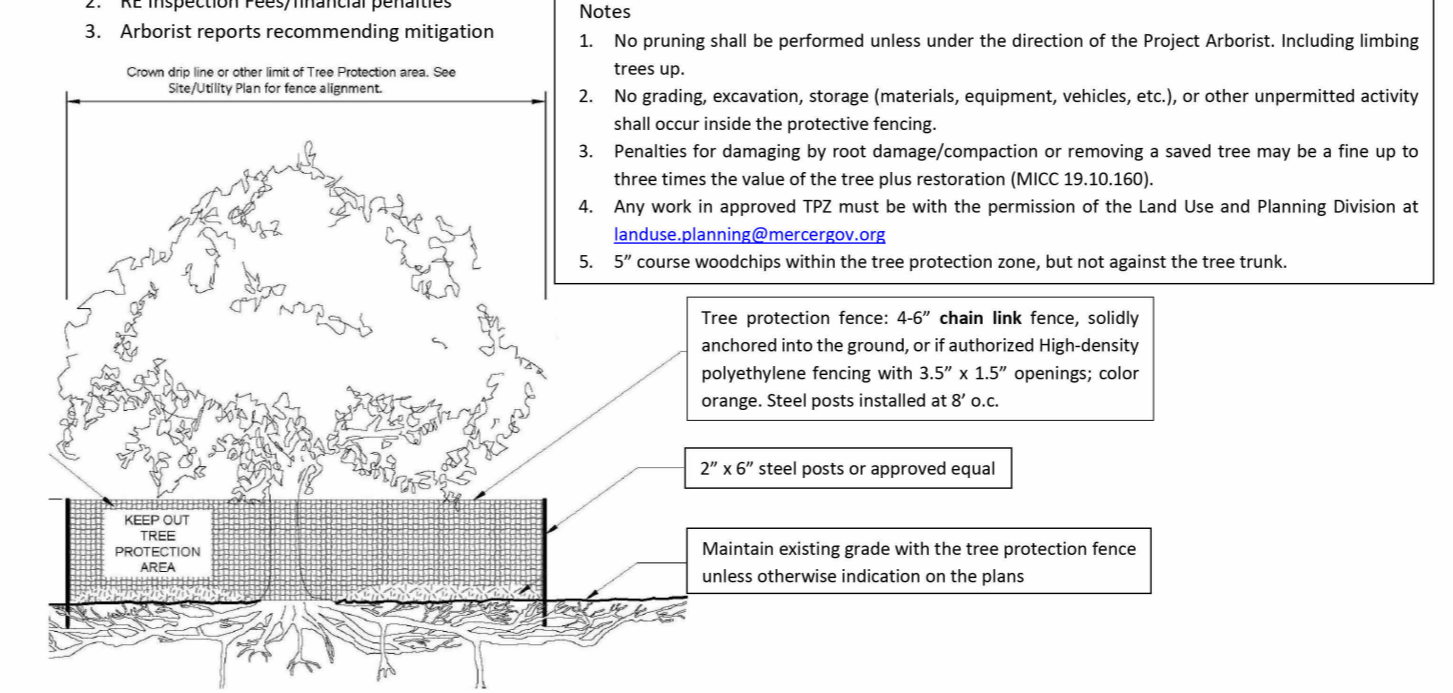 2. RE Inspection Fees/financial penalties
3. Arborist reports recommending mitigation
Crown drip line or other limit of Tree Protection area. See
Site/Utility Plan for fence alignment.
KEEP OUT
TREE
PROTECTION
AREA
Notes
1. No pruning shall be performed unless under the direction of the Project Arborist. Including limbing
trees up.
2. No grading, excavation, storage (materials, equipment, vehicles, etc.), or other unpermitted activity
shall occur inside the protective fencing.
3. Penalties for damaging by root damage/compaction or removing a saved tree may be a fine up to
three times the value of the tree plus restoration (MICC 19.10.160).
4. Any work in approved TPZ must be with the permission of the Land Use and Planning Division at
landuse.planning@mercergov.org
5. 5” course woodchips within the tree protection zone, but not against the tree trunk.
Tree protection fence: 4-6” chain link fence, solidly
anchored into the ground, or if authorized High-density
polyethylene fencing with 3.5” x 1.5” openings; color
orange. Steel posts installed at 8’ o.c.
2” x 6” steel posts or approved equal
Maintain existing grade with the tree protection fence
unless otherwise indication on the plans